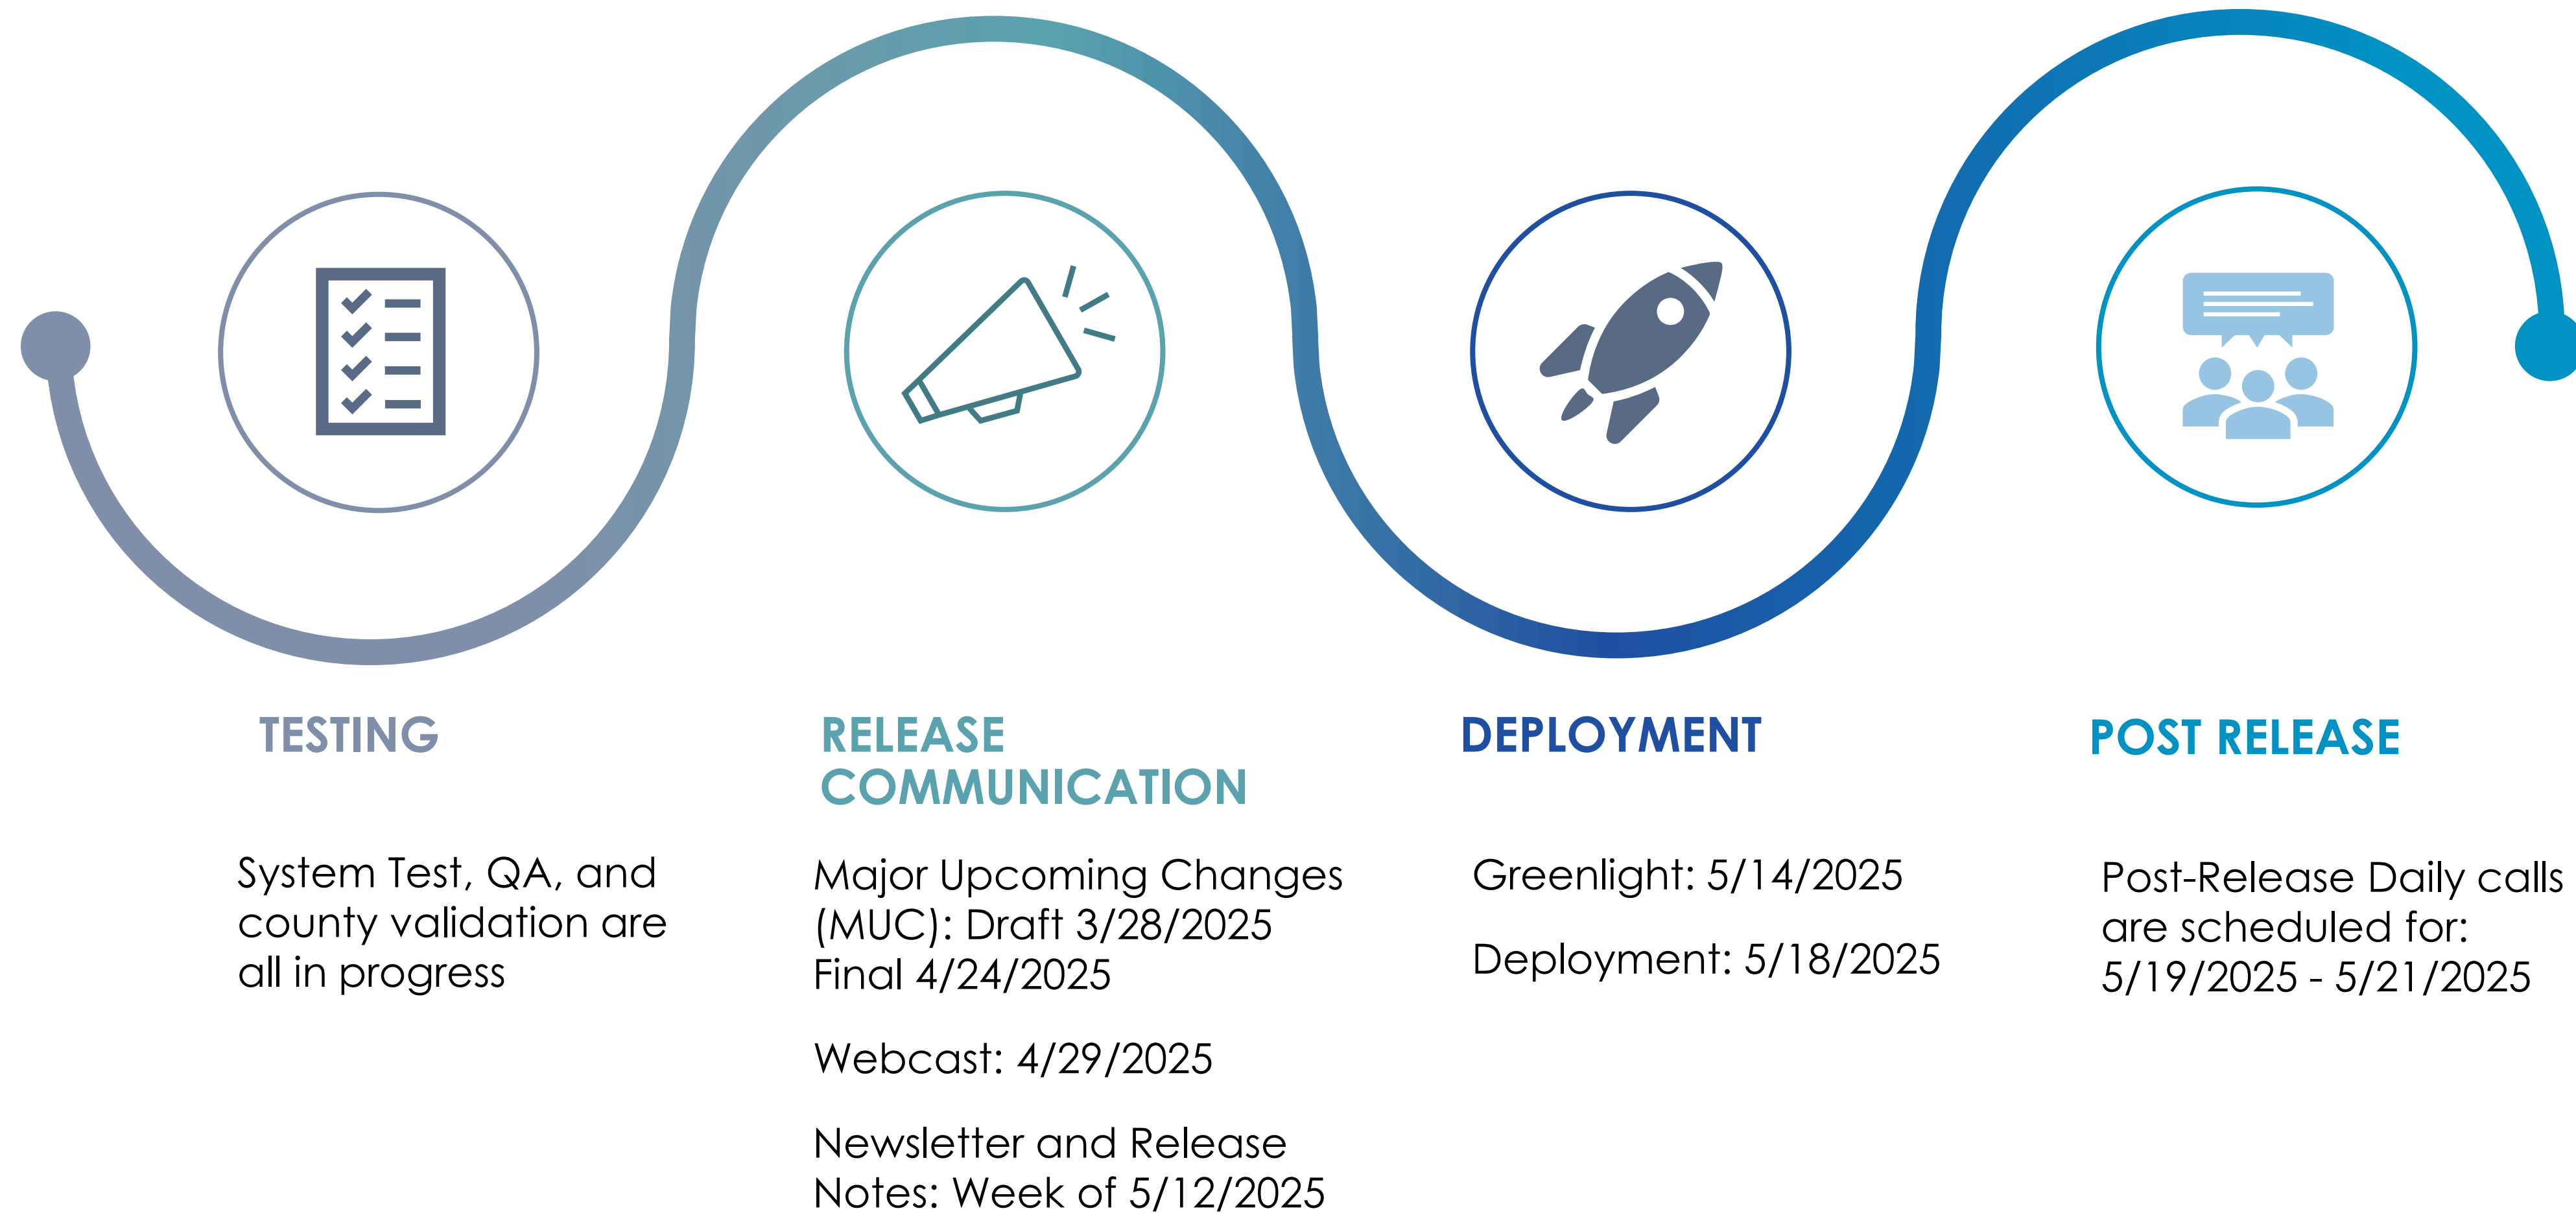 TESTING
System Test, QA, and
county validation are
all in progress
RELEASE
COMMUNICATION
Major Upcoming Changes
(MUC): Draft 3/28/2025
Final 4/24/2025
Webcast: 4/29/2025
Newsletter and Release
Notes: Week of 5/12/2025
DEPLOYMENT
Greenlight: 5/14/2025
Deployment: 5/18/2025
POST RELEASE
Post-Release Daily calls
are scheduled for:
5/19/2025 - 5/21/2025